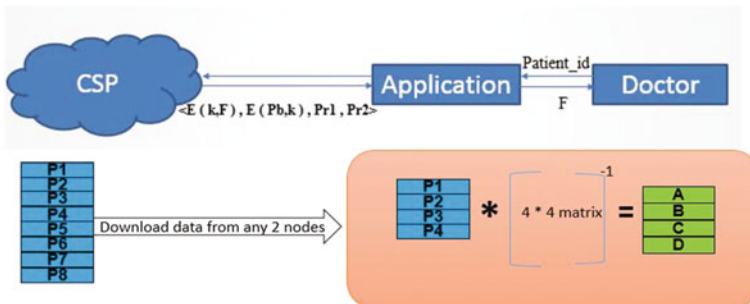 CSP
Application
Doctor
Patient_id
F
<E ( k,F) , E ( Pb,k) , Pr1 , Pr2>
P1
P2
P3
P4
P5
P6
P7
P8
Download data from any 2 nodes
P1
P2
P3
P4
*
4 * 4 matrix
-1
=
A
B
C
D